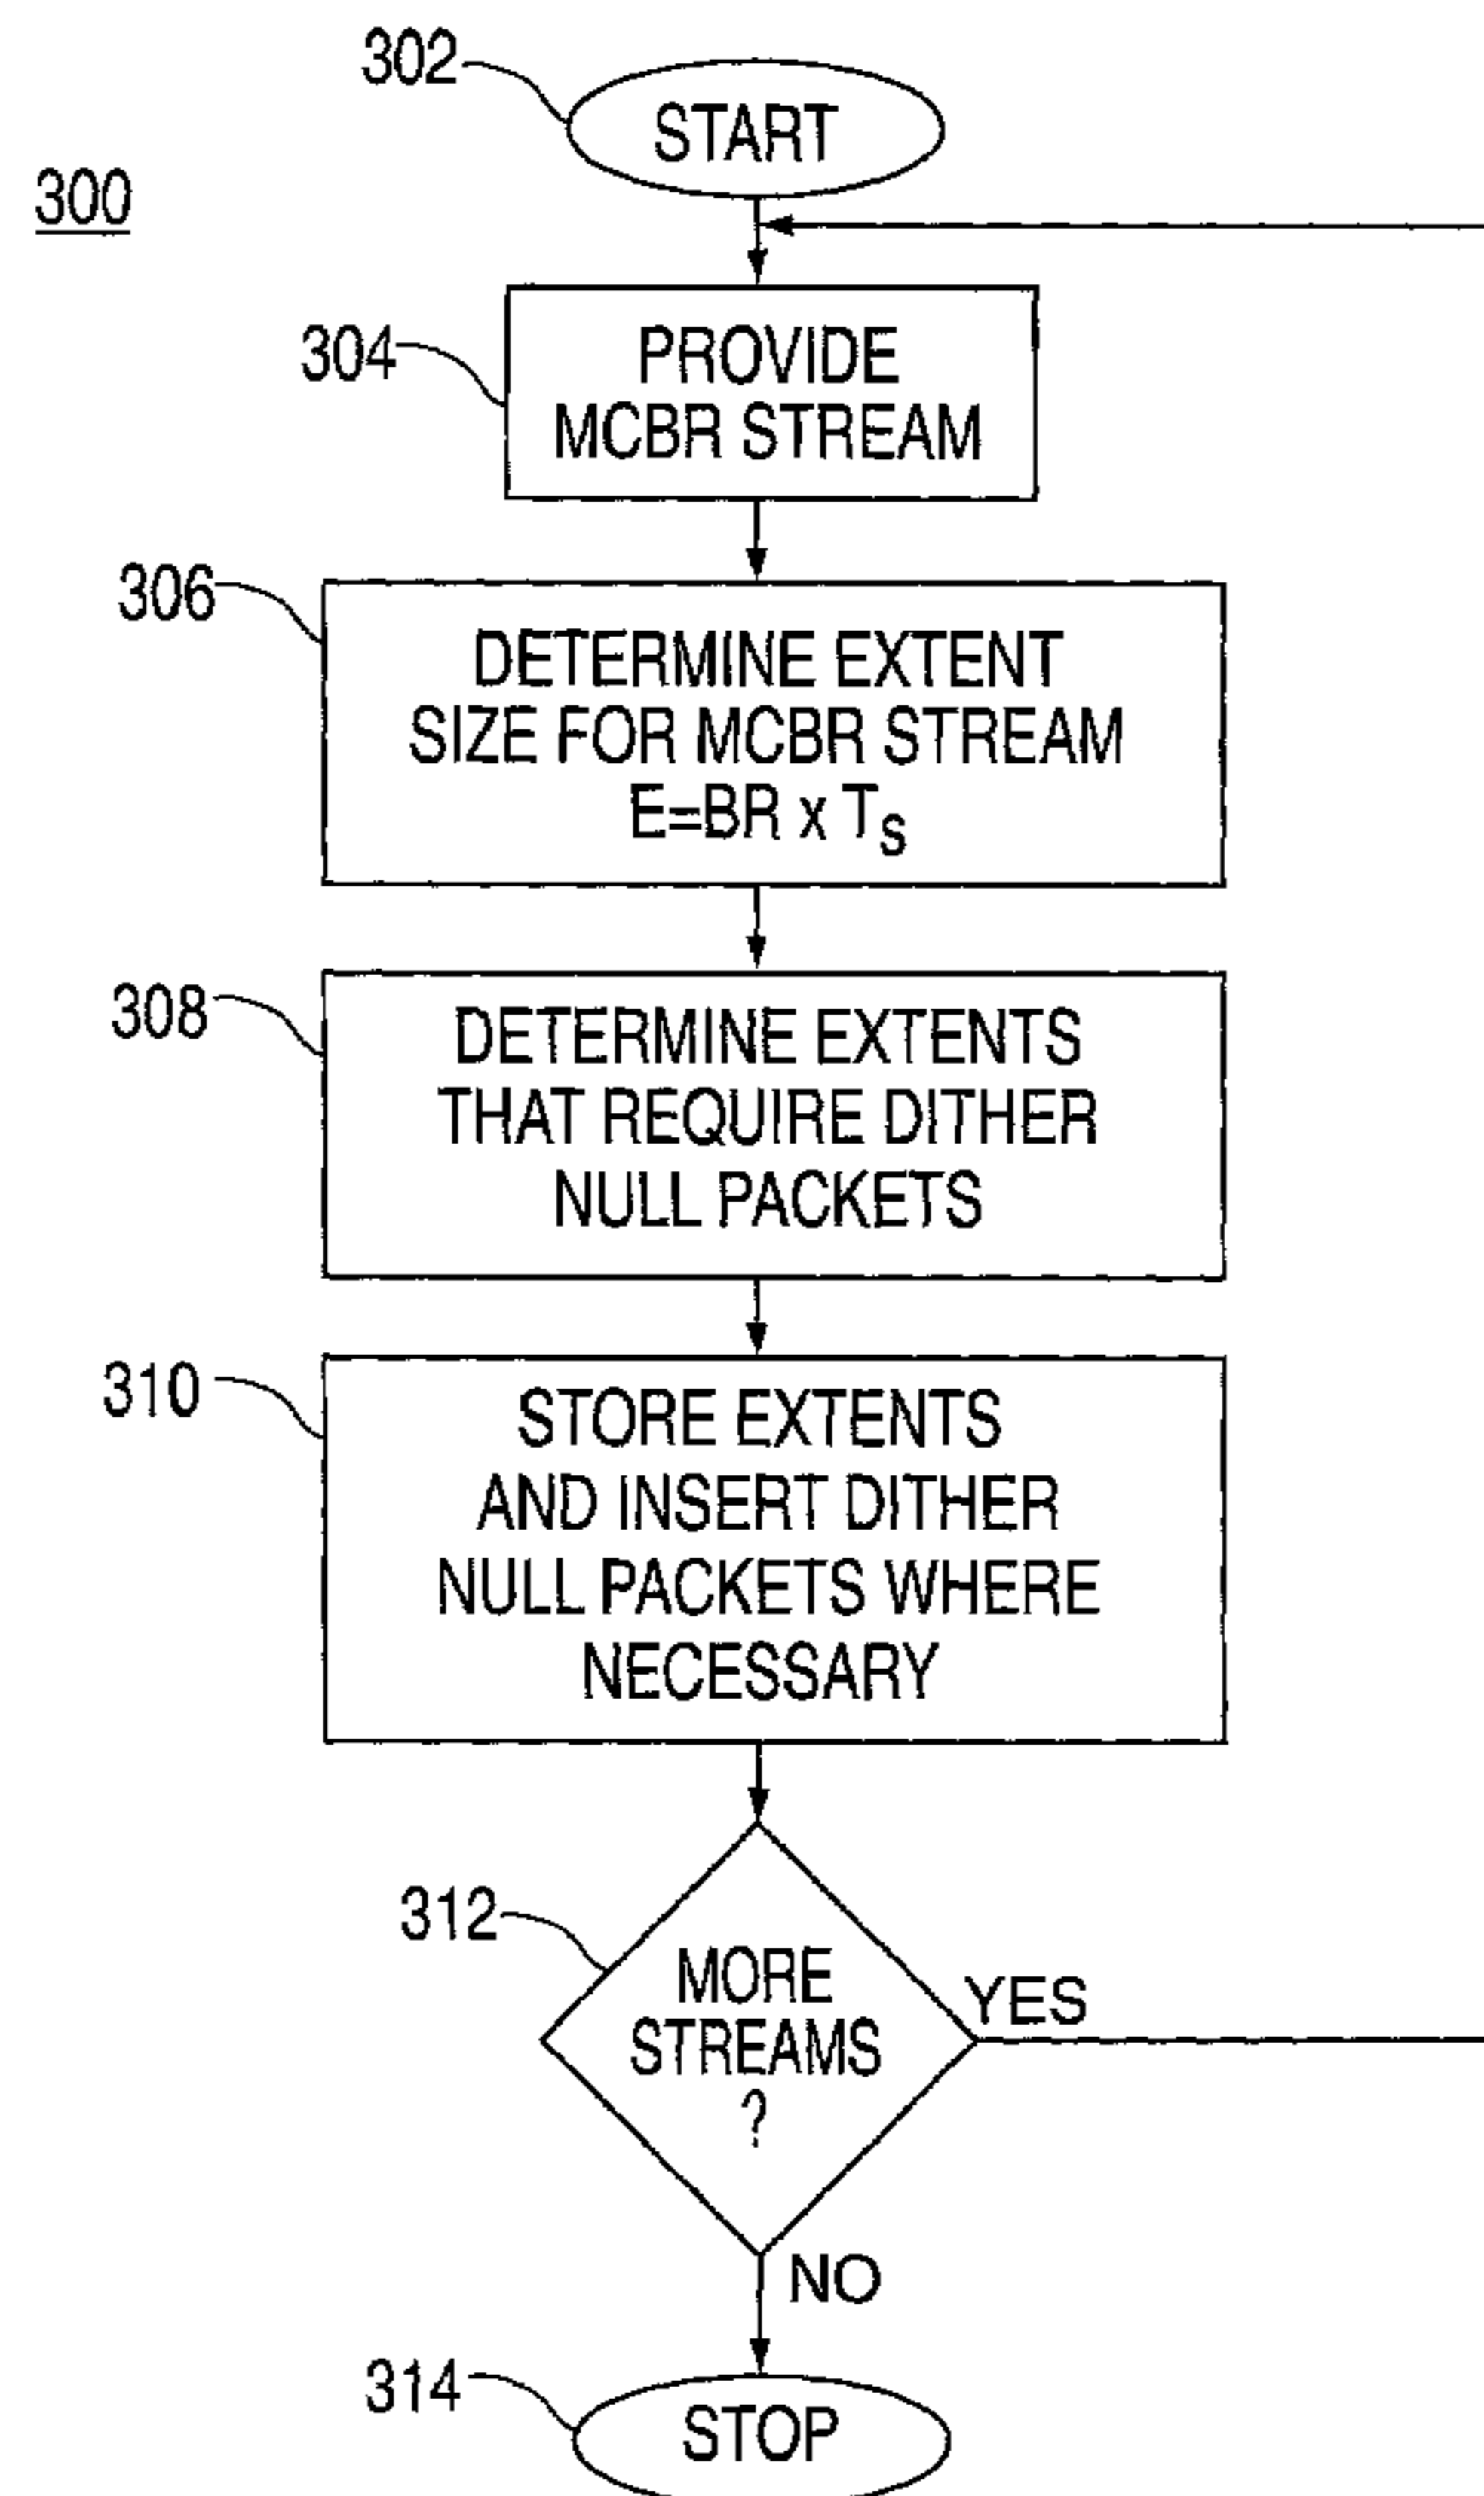 302
START
300
304
PROVIDE
MCBR STREAM
306
DETERMINE EXTENT
SIZE FOR MCBR STREAM
E=BR x TS
308
DETERMINE EXTENTS
THAT REQUIRE DITHER
NULL PACKETS
310
STORE EXTENTS
AND INSERT DITHER
NULL PACKETS WHERE
NECESSARY
312
MORE
STREAMS
?
YES
NO
314
STOP